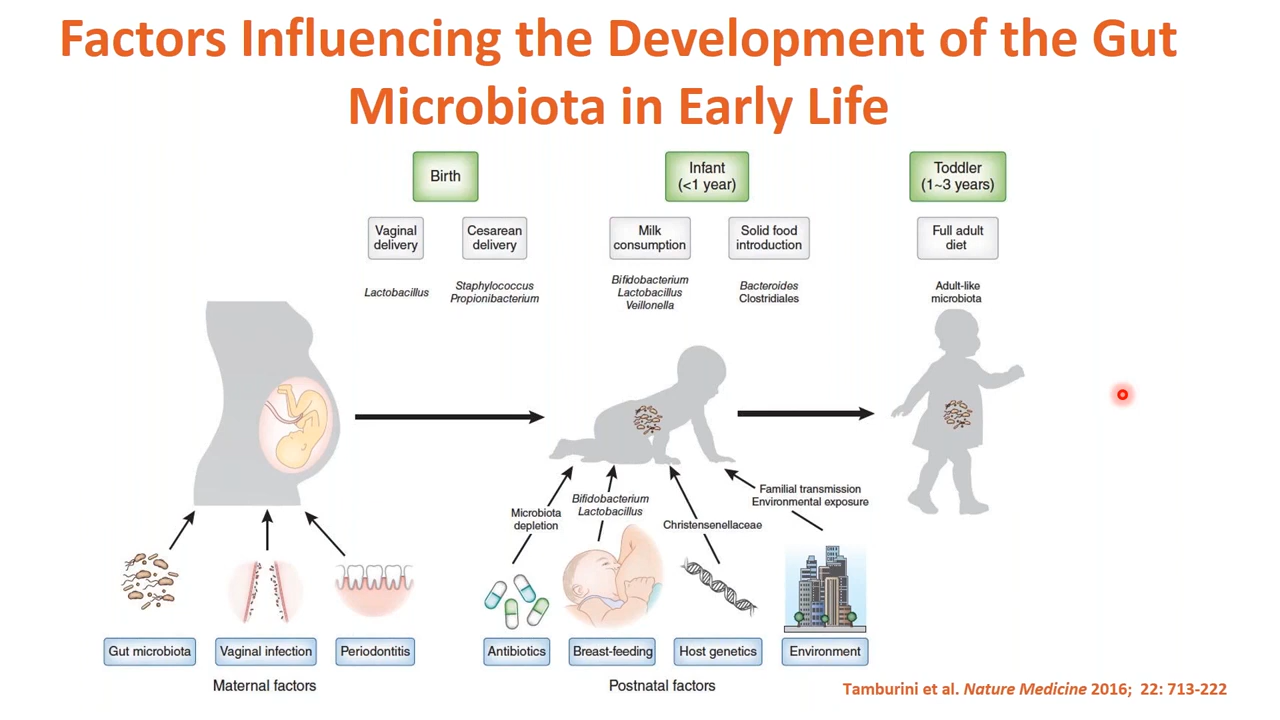 Factors Influencing the Development of the Gut
Microbiota in Early Life
Birth
Infant
(<1 year)
Toddler
(1~3 years)
Vaginal
delivery
Cesarean
delivery
Milk
consumption
Solid food
introduction
Full adult
diet
Lactobacillus
Staphylococcus
Propionibacterium
Bifidobacterium
Lactobacillus
Veillonella
Bacteroides
Clostridiales
Adult-like
microbiota
Microbiota
depletion
Bifidobacterium
Lactobacillus
Christensenellaceae
Familial transmission
Environmental exposure
Gut microbiota
Vaginal infection
Periodontitis
Antibiotics
Breast-feeding
Host genetics
Environment
Maternal factors
Postnatal factors
Tamburini et al. Nature Medicine 2016; 22: 713-222